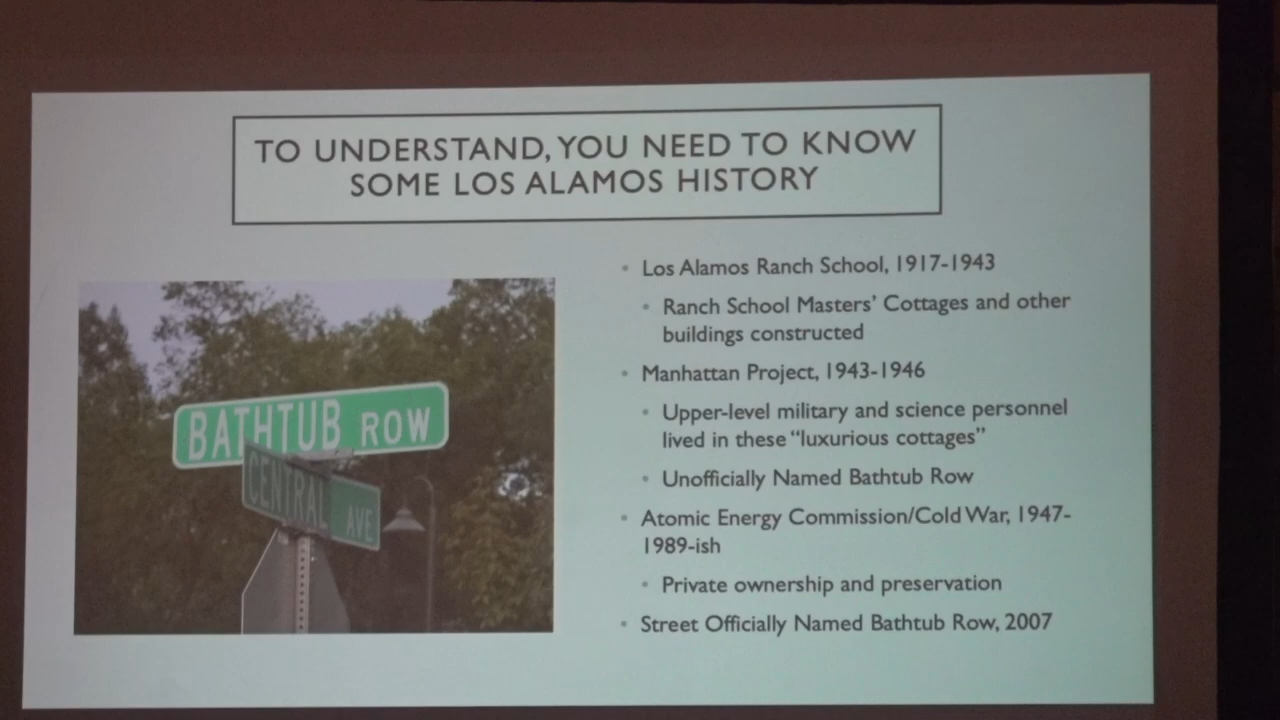 TO UNDERSTAND, YOU NEED TO KNOW
SOME LOS ALAMOS HISTORY
BATHTUB ROW
CENTRAL AVE
• Los Alamos Ranch School, 1917-1943
• Ranch School Masters' Cottages and other
buildings constructed
• Manhattan Project, 1943-1946
• Upper-level military and science personnel
lived in these “luxurious cottages”
• Unofficially Named Bathtub Row
• Atomic Energy Commission/Cold War, 1947-
1989-ish
• Private ownership and preservation
• Street Officially Named Bathtub Row, 2007